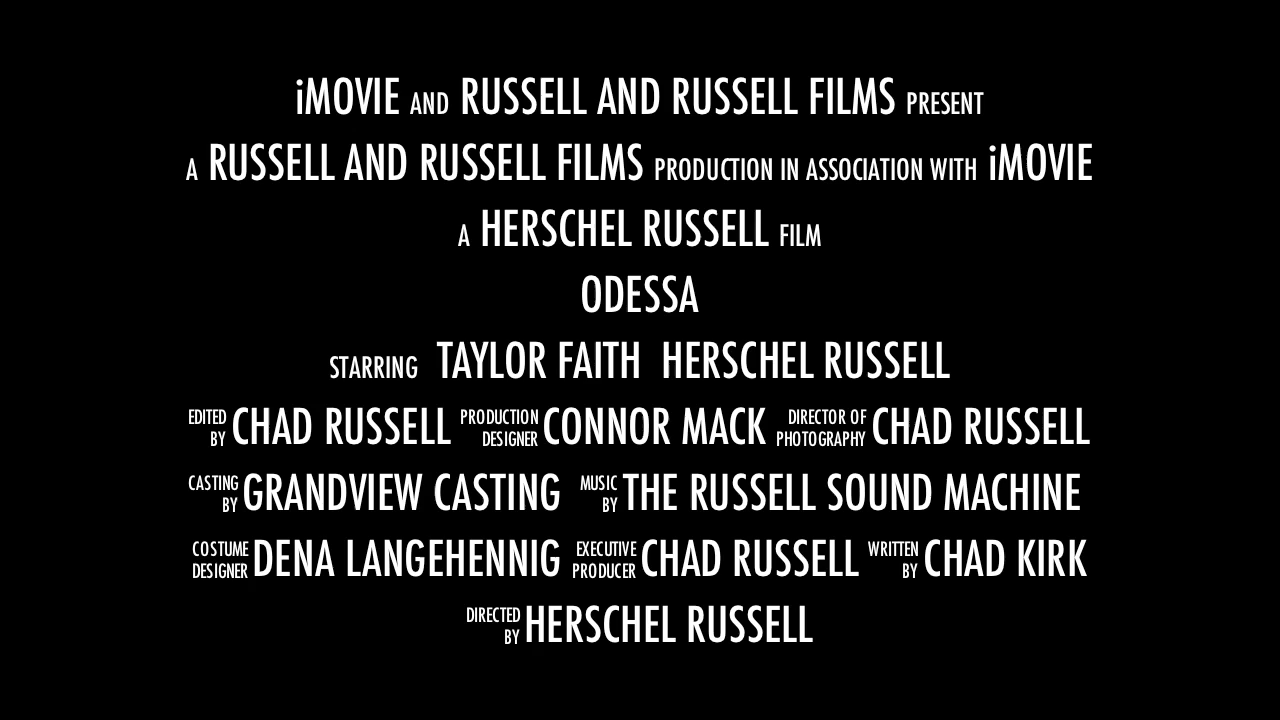 iMOVIE AND RUSSELL AND RUSSELL FILMS PRESENT
A RUSSELL AND RUSSELL FILMS PRODUCTION IN ASSOCIATION WITH iMOVIE
A HERSCHEL RUSSELL FILM
ODESSA
STARRING TAYLOR FAITH HERSCHEL RUSSELL
EDITED BY CHAD RUSSELL PRODUCTION DESIGNER CONNOR MACK DIRECTOR OF PHOTOGRAPHY CHAD RUSSELL
CASTING BY GRANDVIEW CASTING MUSIC BY THE RUSSELL SOUND MACHINE
COSTUME DESIGNER DENA LANGEHENNIG EXECUTIVE PRODUCER CHAD RUSSELL WRITTEN BY CHAD KIRK
DIRECTED BY HERSCHEL RUSSELL